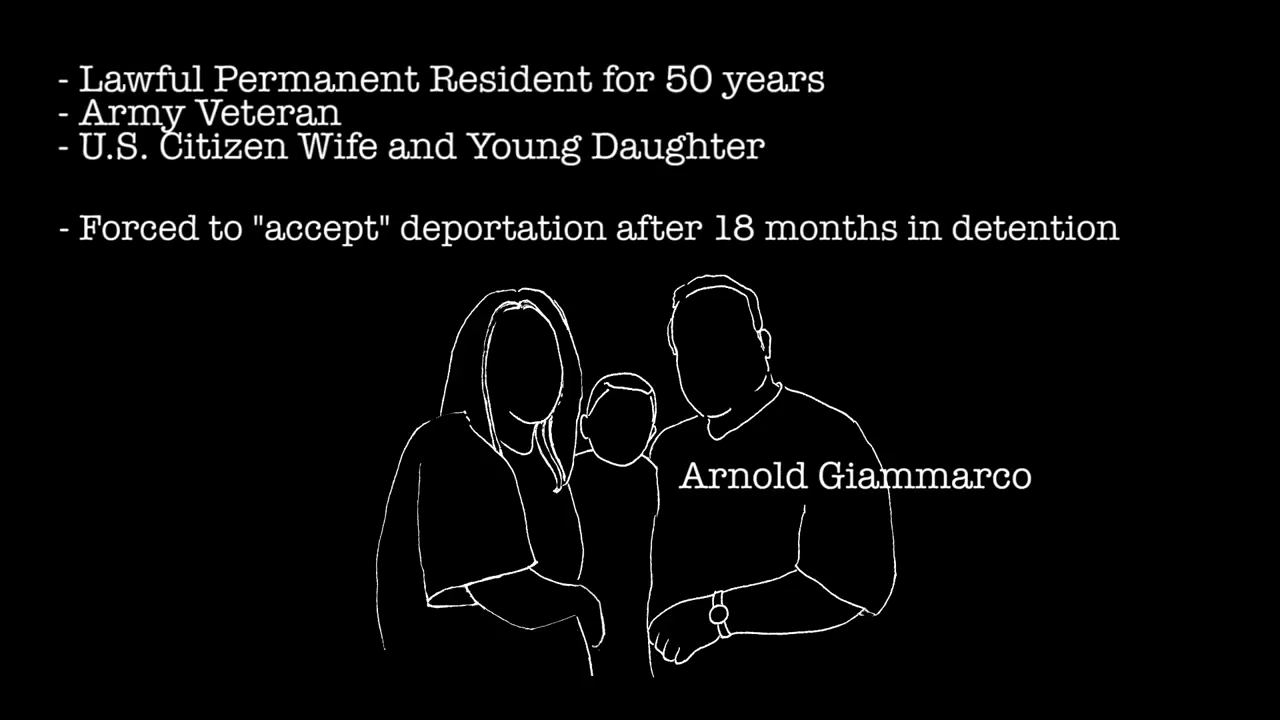 - Lawful Permanent Resident for 50 years
- Army Veteran
- U.S. Citizen Wife and Young Daughter
- Forced to "accept" deportation after 18 months in detention
Arnold Giammarco